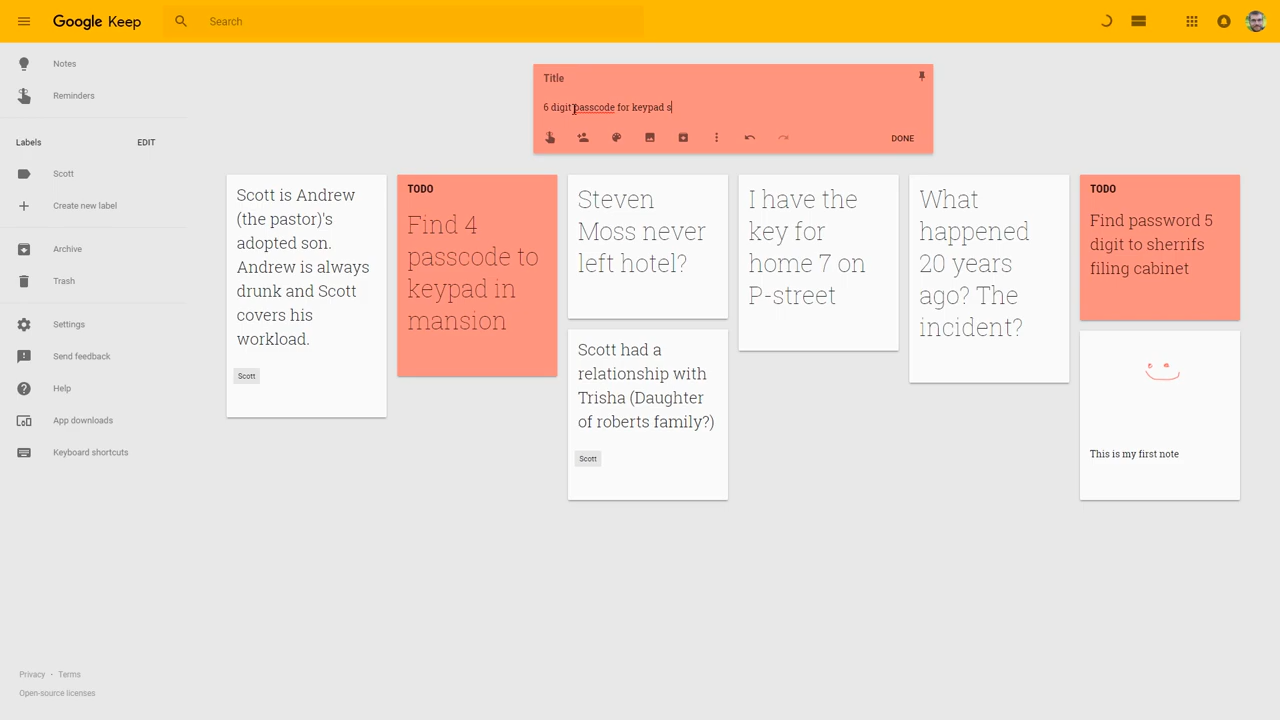 Google Keep
Search
Notes
Reminders
Labels
EDIT
Scott
Create new label
Archive
Trash
Settings
Send feedback
Help
App downloads
Keyboard shortcuts
Privacy · Terms
Open-source licenses
Title
6 digit passcode for keypad s
DONE
Scott is Andrew
(the pastor)'s
adopted son.
Andrew is always
drunk and Scott
covers his
workload.
Scott
TODO
Find 4
passcode to
keypad in
mansion
Steven
Moss never
left hotel?
Scott had a
relationship with
Trisha (Daughter
of roberts family?)
Scott
I have the
key for
home 7 on
P-street
What
happened
20 years
ago? The
incident?
TODO
Find password 5
digit to sherrifs
filing cabinet
This is my first note